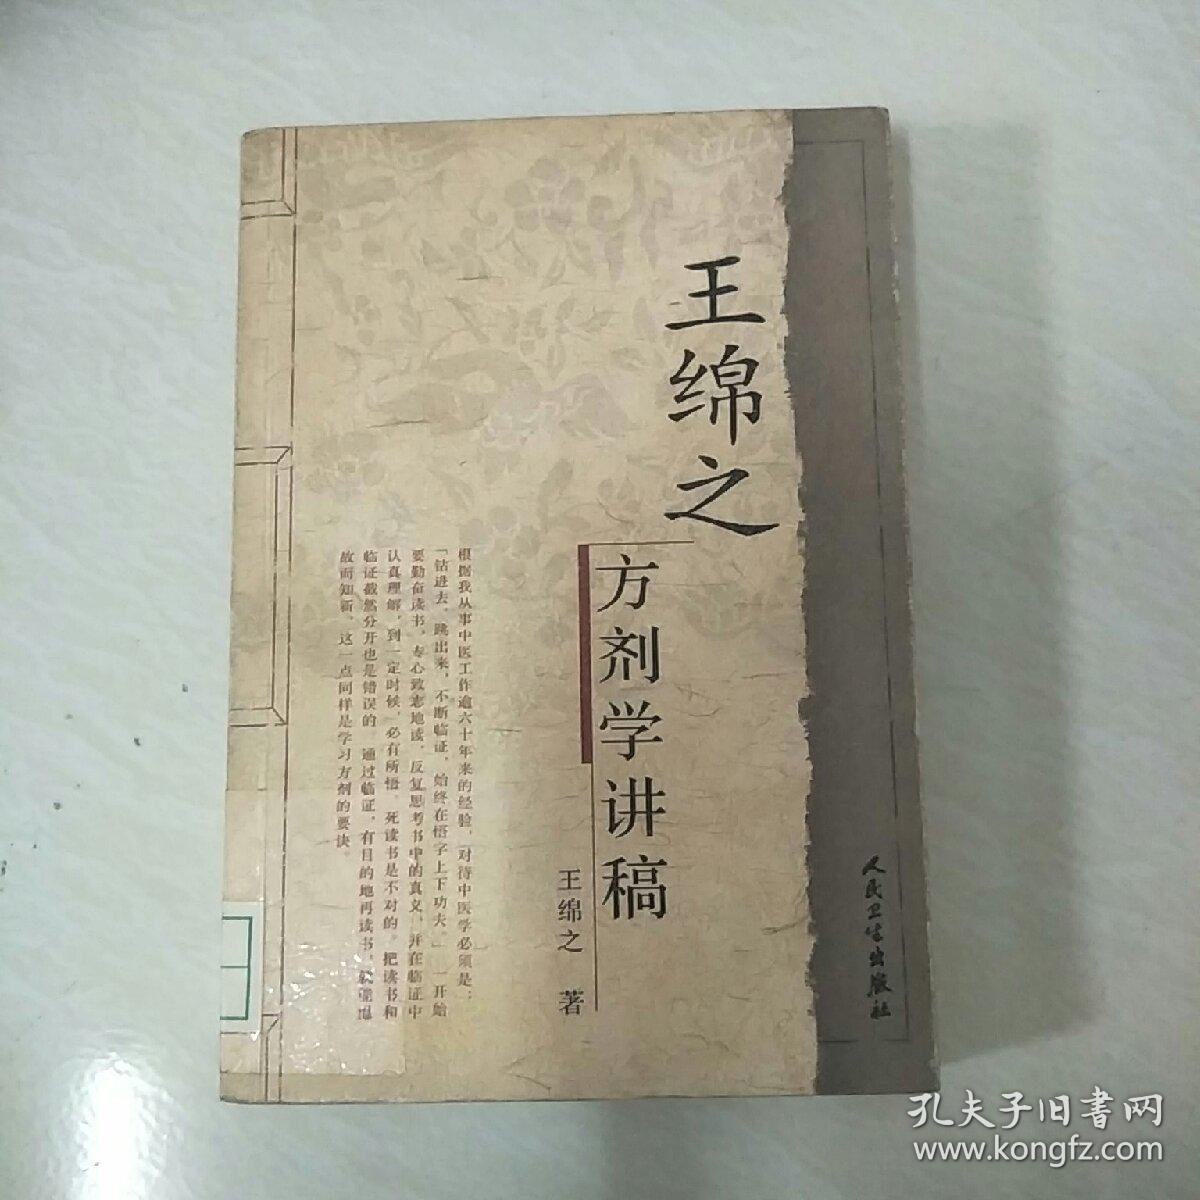 王绵之
方剂学讲稿
王绵之 著
人民卫生出版社
根据我从事中医工作逾六十年来的经验，对待中医学必须是：
“钻进去，跳出来，不断临证，始终在悟字上下功夫。”一开始
要勤奋读书，专心致志地读，反复思考书中的真义，并在临证中
认真理解，到一定时候，必有所悟。死读书是不对的。把读书和
临证截然分开也是错误的，通过临证，有目的地再读书，就能温
故而知新，这一点同样是学习方剂的要诀。
孔夫子旧書网
www.kongfz.com